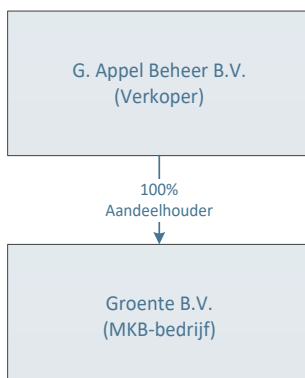 G. Appel Beheer B.V.
(Verkoper)
100%
Aandeelhouder
Groente B.V.
(MKB-bedrijf)